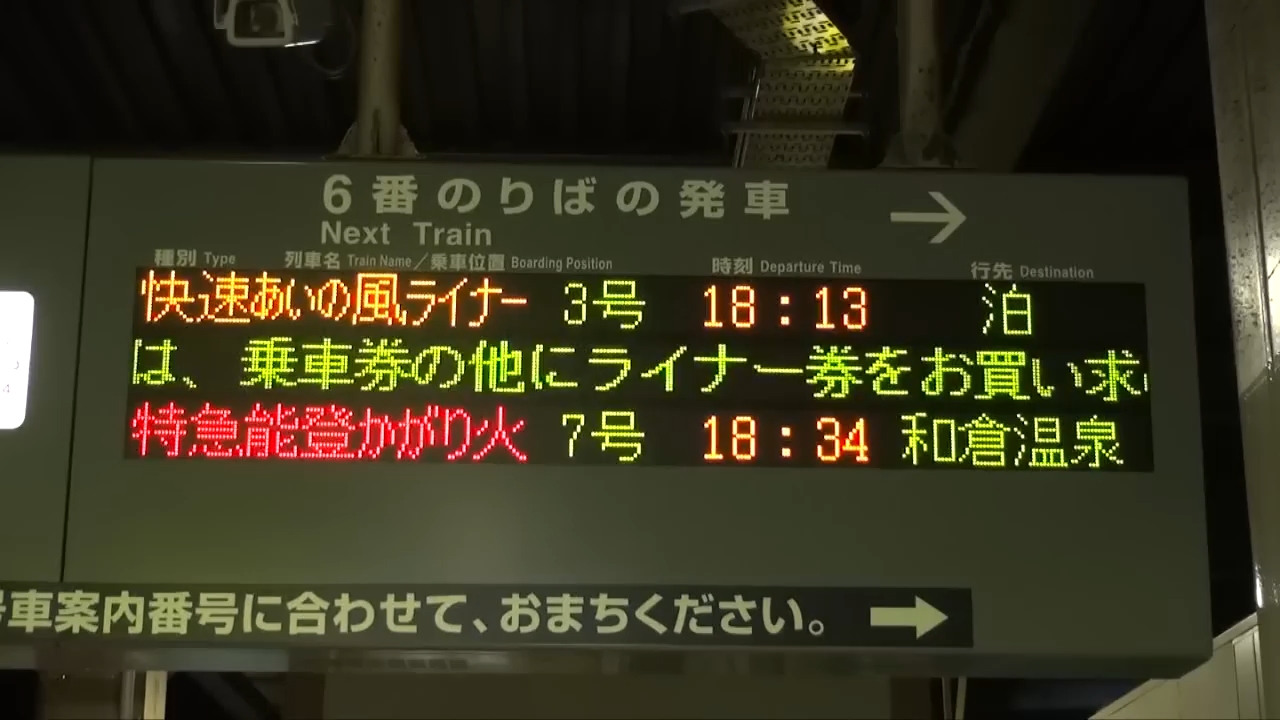 6番のりばの発車
Next Train
種別 Type 列車名 Train Name／乗車位置 Boarding Position 時刻 Departure Time 行先 Destination
快速あいの風ライナー 3号 18:13 泊
は、乗車券の他にライナー券をお買い求
特急能登かがり火 7号 18:34 和倉温泉
車案内番号に合わせて、おまちください。